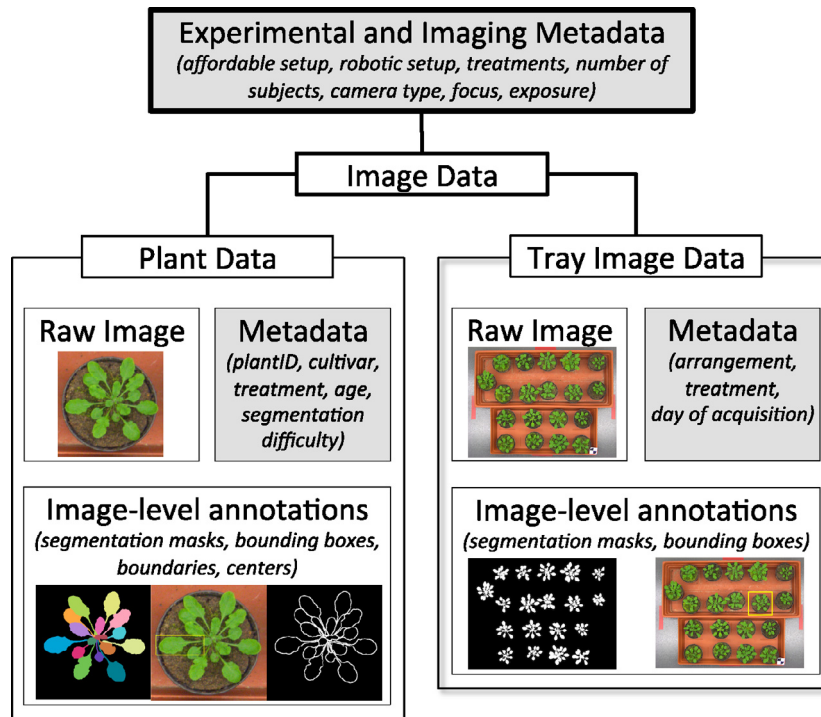 Experimental and Imaging Metadata
(affordable setup, robotic setup, treatments, number of
subjects, camera type, focus, exposure)
Image Data
Plant Data
Raw Image
Metadata
(plantID, cultivar,
treatment, age,
segmentation
difficulty)
Image-level annotations
(segmentation masks, bounding boxes,
boundaries, centers)
Tray Image Data
Raw Image
Metadata
(arrangement,
treatment,
day of acquisition)
Image-level annotations
(segmentation masks, bounding boxes)